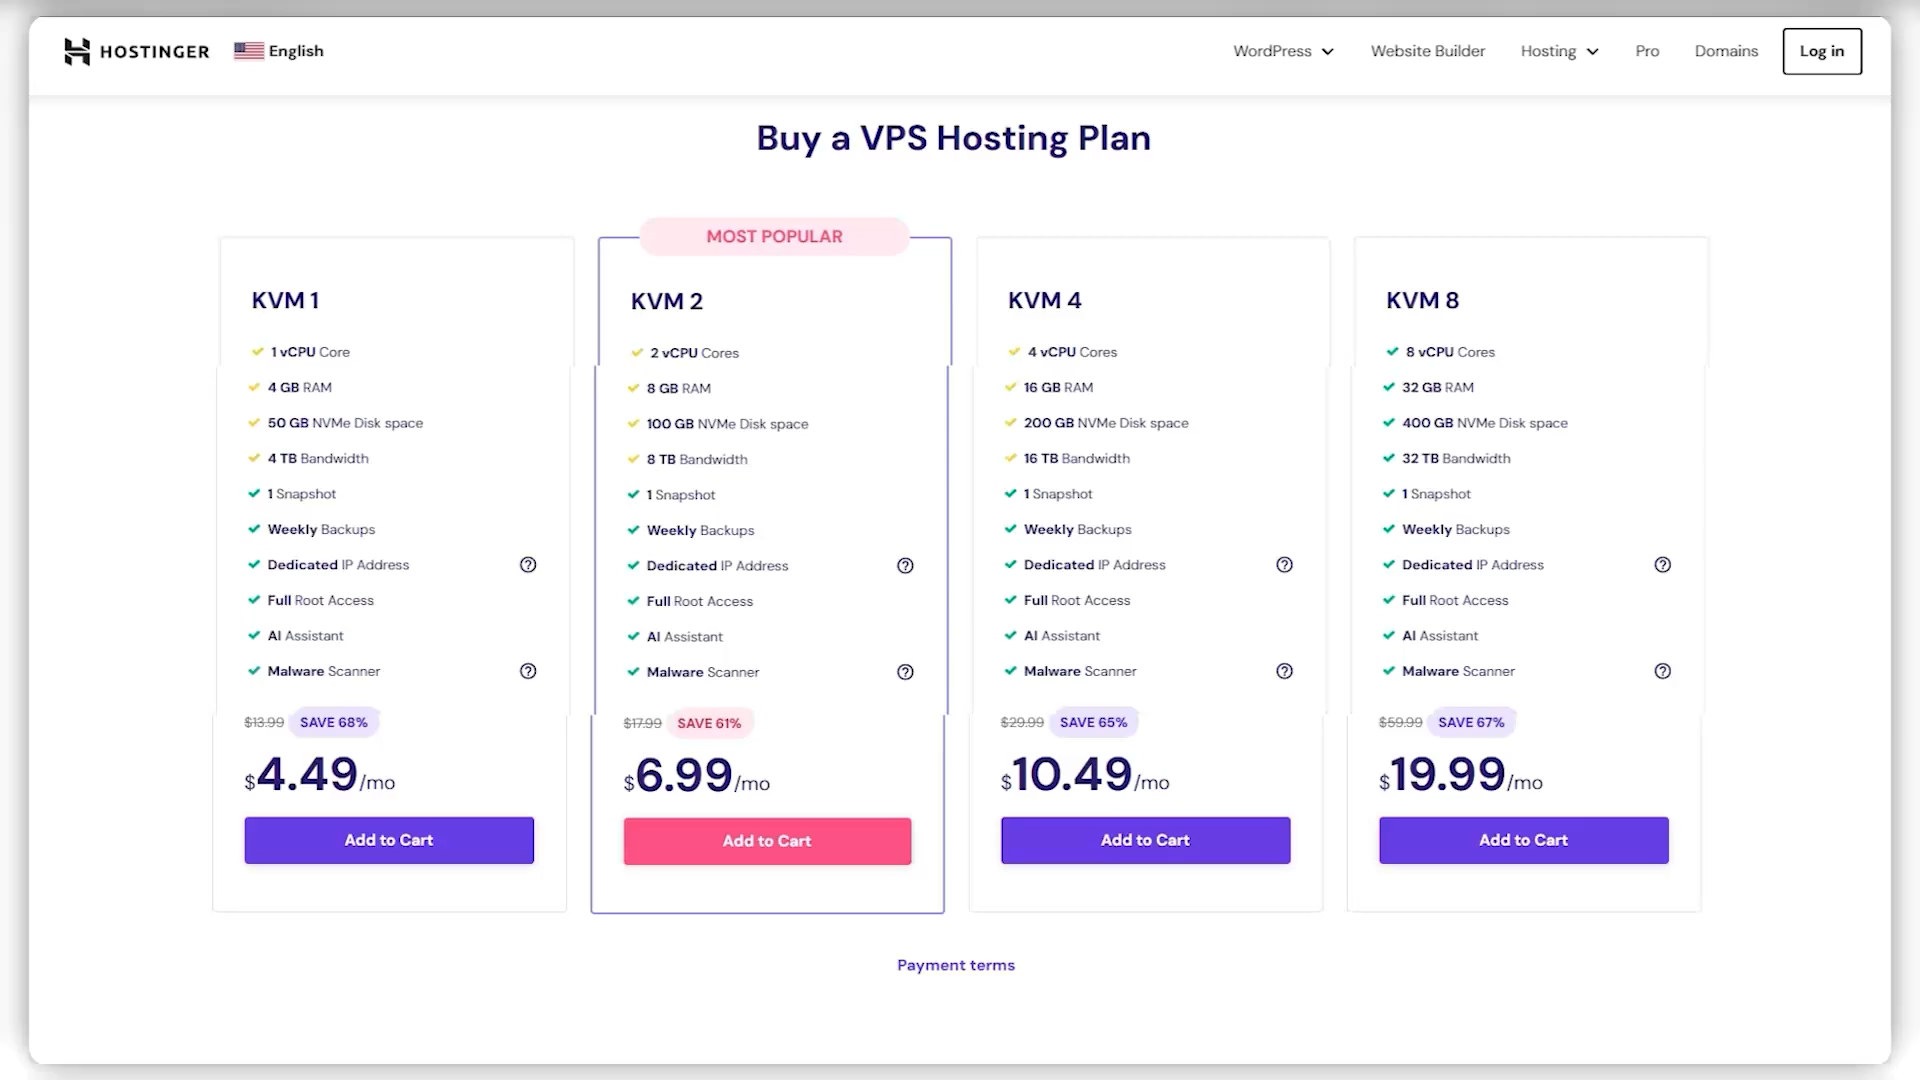 HOSTINGER English WordPress Website Builder Hosting Pro Domains Log in
Buy a VPS Hosting Plan
KVM 1
1 vCPU Core
4 GB RAM
50 GB NVMe Disk space
4 TB Bandwidth
1 Snapshot
Weekly Backups
Dedicated IP Address
Full Root Access
AI Assistant
Malware Scanner
$13.99 SAVE 68%
$4.49/mo
Add to Cart
MOST POPULAR
KVM 2
2 vCPU Cores
8 GB RAM
100 GB NVMe Disk space
8 TB Bandwidth
1 Snapshot
Weekly Backups
Dedicated IP Address
Full Root Access
AI Assistant
Malware Scanner
$17.99 SAVE 61%
$6.99/mo
Add to Cart
KVM 4
4 vCPU Cores
16 GB RAM
200 GB NVMe Disk space
16 TB Bandwidth
1 Snapshot
Weekly Backups
Dedicated IP Address
Full Root Access
AI Assistant
Malware Scanner
$29.99 SAVE 65%
$10.49/mo
Add to Cart
KVM 8
8 vCPU Cores
32 GB RAM
400 GB NVMe Disk space
32 TB Bandwidth
1 Snapshot
Weekly Backups
Dedicated IP Address
Full Root Access
AI Assistant
Malware Scanner
$59.99 SAVE 67%
$19.99/mo
Add to Cart
Payment terms